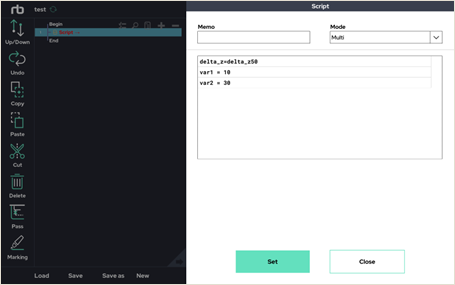 rb test
Up/Down
Undo
Copy
Paste
Cut
Delete
Pass
Marking
Begin
1 Script
End
Load Save Save as New
Script
Memo Mode
Multi
delta_z=delta_z50
var1 = 10
var2 = 30
Set Close